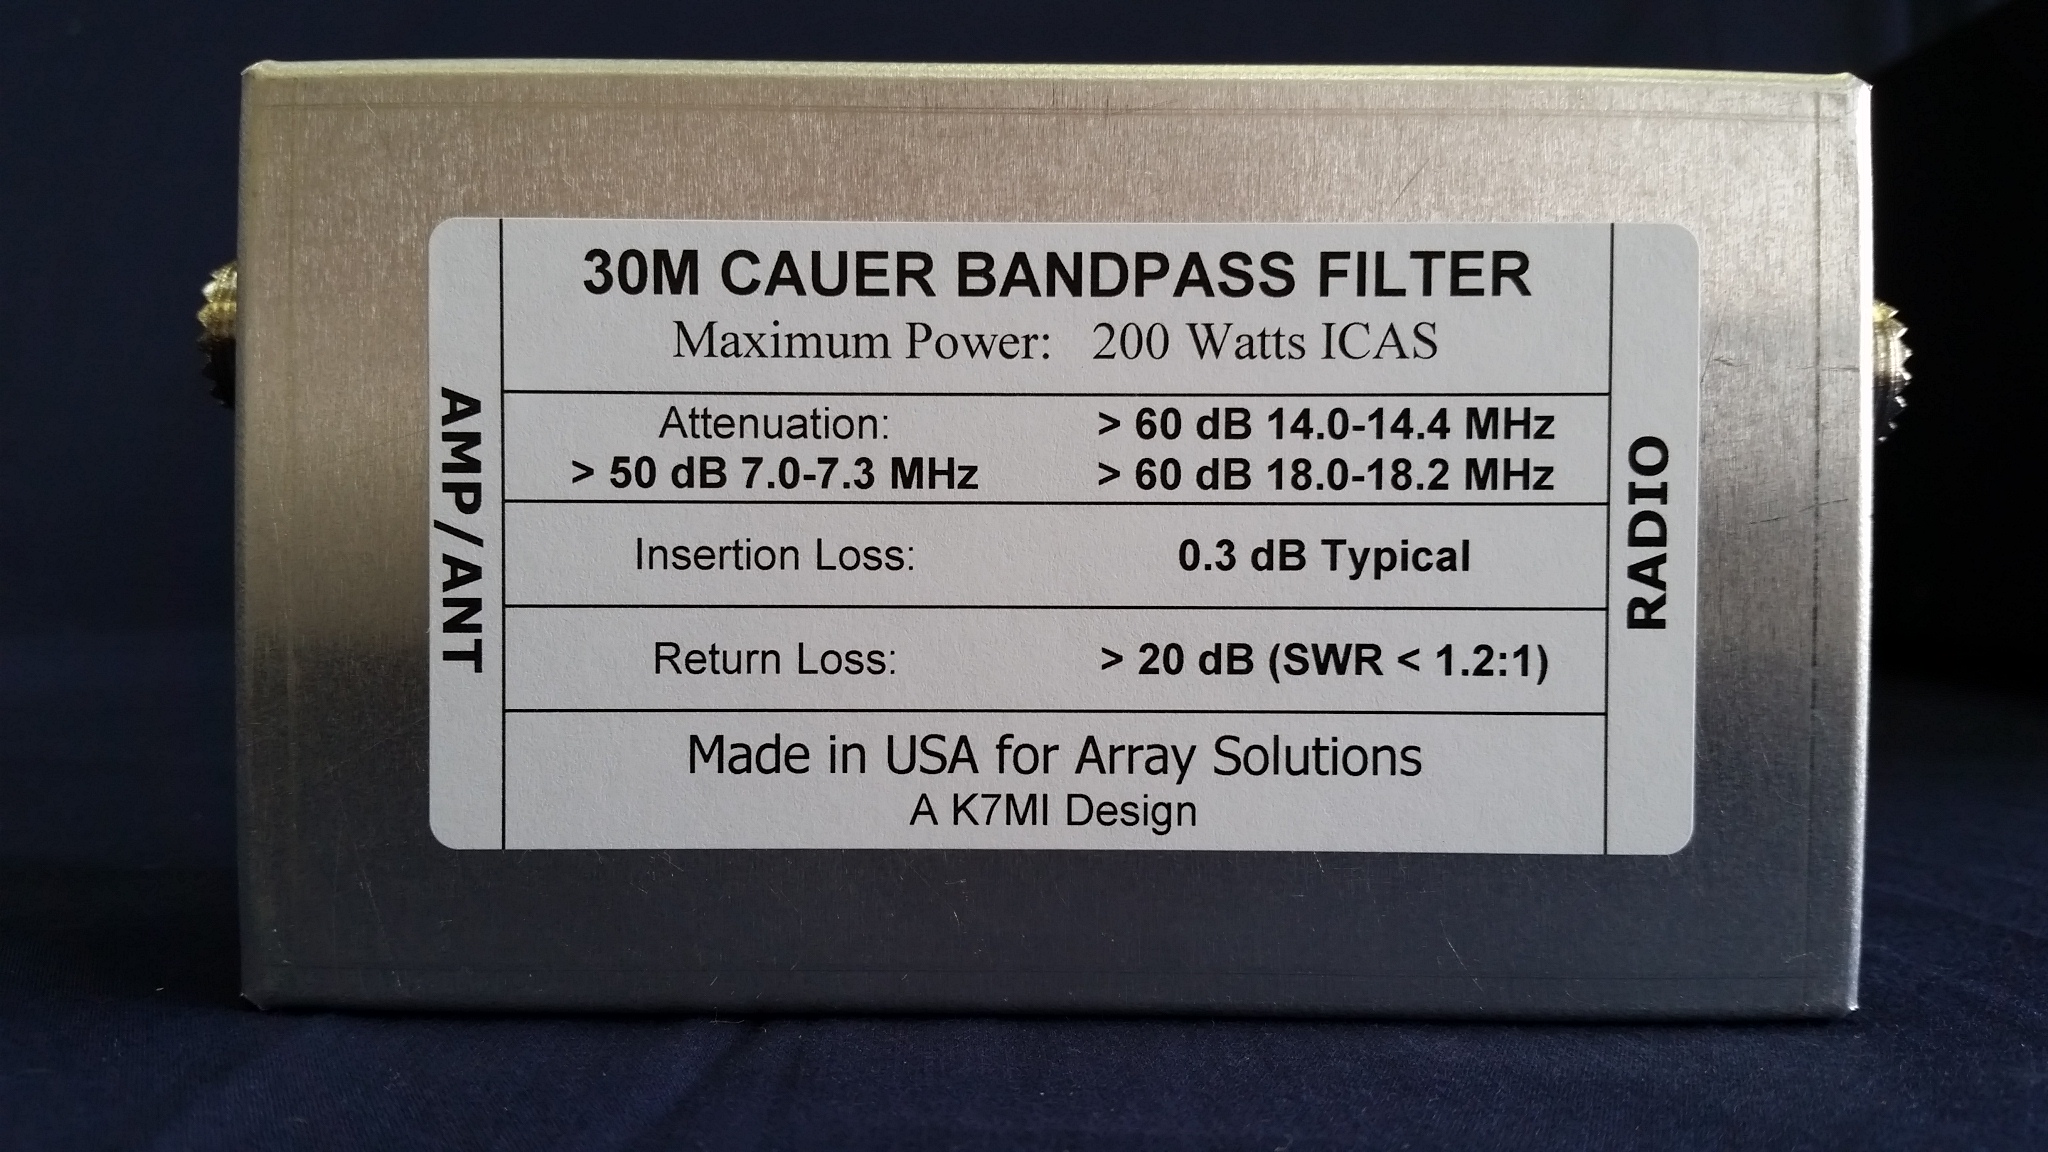 30M CAUER BANDPASS FILTER
Maximum Power: 200 Watts ICAS
Attenuation: > 60 dB 14.0-14.4 MHz
> 50 dB 7.0-7.3 MHz > 60 dB 18.0-18.2 MHz
Insertion Loss: 0.3 dB Typical
Return Loss: > 20 dB (SWR < 1.2:1)
Made in USA for Array Solutions
A K7MI Design
AMP/ANT
RADIO